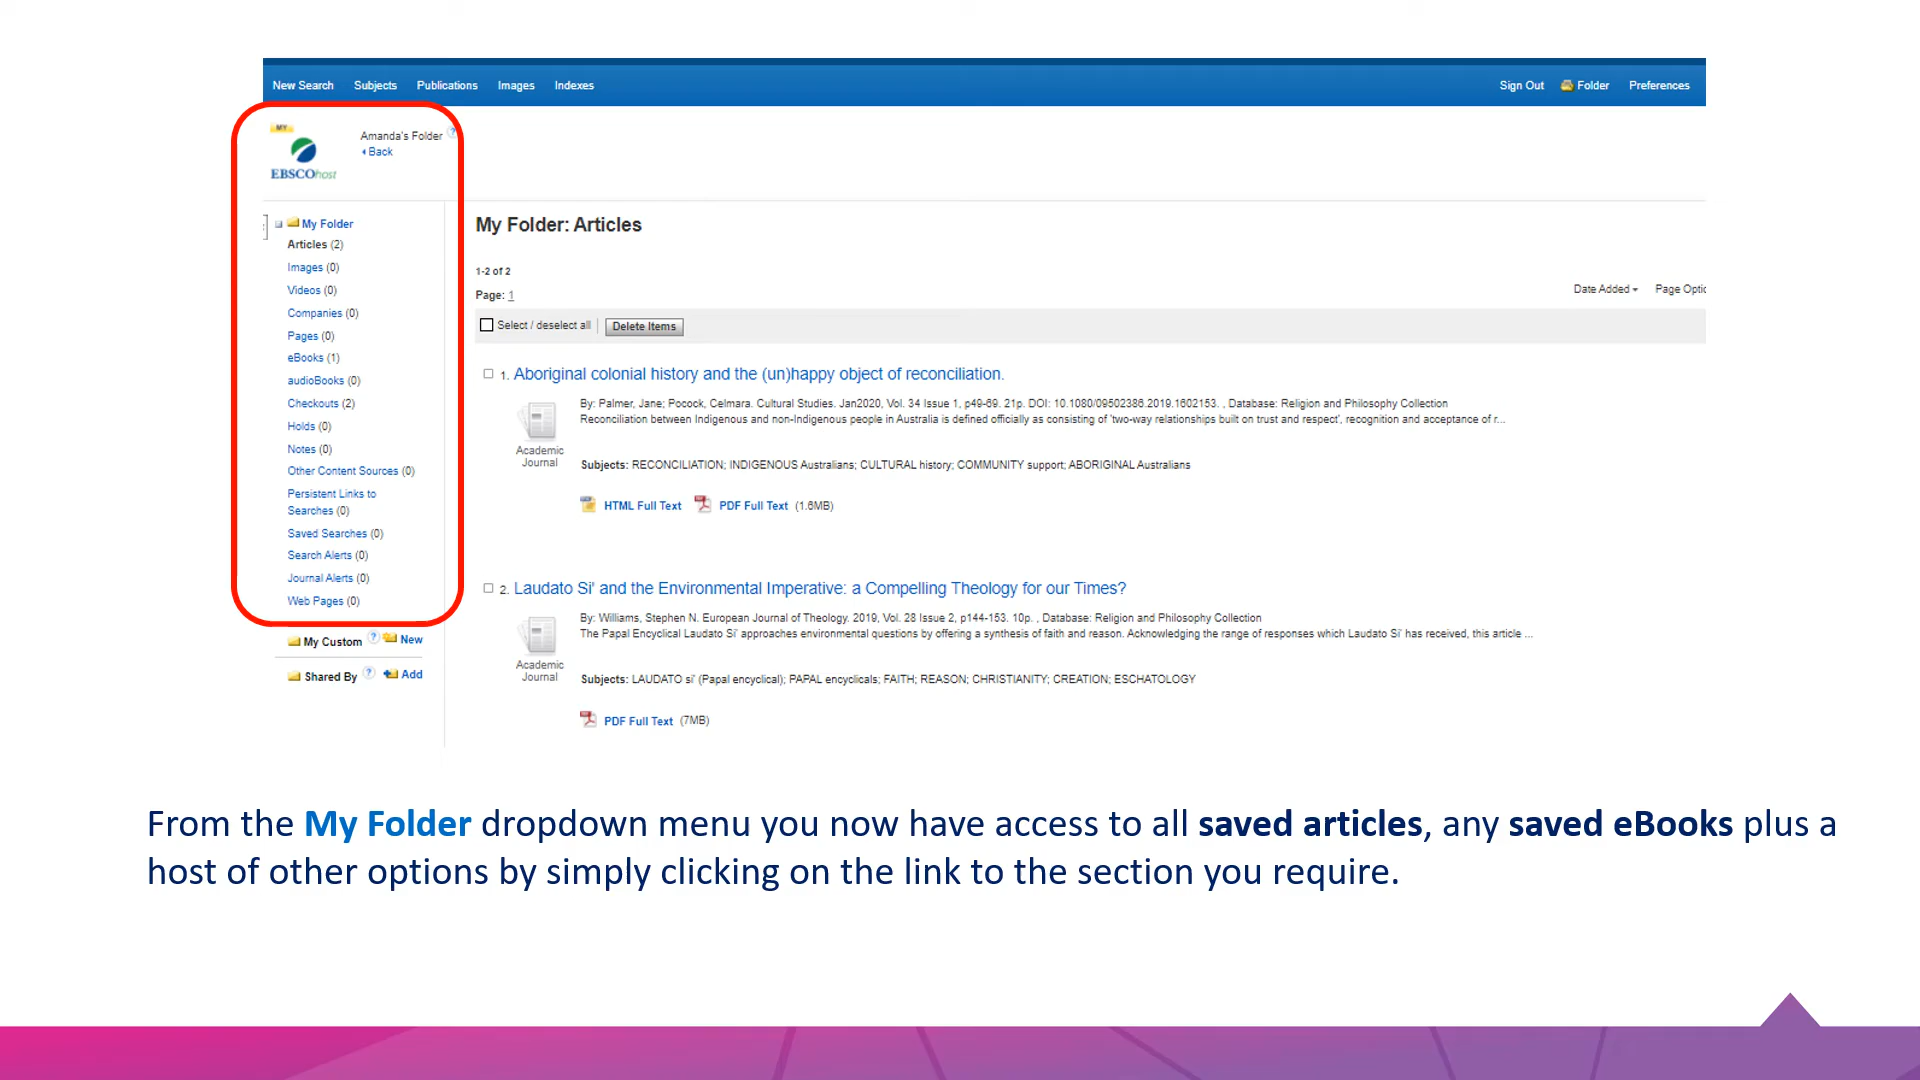 New Search Subjects Publications Images Indexes Sign Out Folder Preferences
MY
EBSCOhost
Amanda's Folder ?
Back
My Folder
Articles (2)
Images (0)
Videos (0)
Companies (0)
Pages (0)
eBooks (1)
audioBooks (0)
Checkouts (2)
Holds (0)
Notes (0)
Other Content Sources (0)
Persistent Links to
Searches (0)
Saved Searches (0)
Search Alerts (0)
Journal Alerts (0)
Web Pages (0)
My Custom ? New
Shared By ? Add
My Folder: Articles
1-2 of 2
Page: 1
Date Added Page Optio
Select / deselect all Delete Items
1. Aboriginal colonial history and the (un)happy object of reconciliation.
By: Palmer, Jane; Pocock, Celmara. Cultural Studies. Jan2020, Vol. 34 Issue 1, p49-69. 21p. DOI: 10.1080/09502386.2019.1602153. , Database: Religion and Philosophy Collection
Reconciliation between Indigenous and non-Indigenous people in Australia is defined officially as consisting of 'two-way relationships built on trust and respect', recognition and acceptance of r...
Academic
Journal
Subjects: RECONCILIATION; INDIGENOUS Australians; CULTURAL history; COMMUNITY support; ABORIGINAL Australians
HTML Full Text PDF Full Text (1.6MB)
2. Laudato Si' and the Environmental Imperative: a Compelling Theology for our Times?
By: Williams, Stephen N. European Journal of Theology. 2019, Vol. 28 Issue 2, p144-153. 10p. , Database: Religion and Philosophy Collection
The Papal Encyclical Laudato Si' approaches environmental questions by offering a synthesis of faith and reason. Acknowledging the range of responses which Laudato Si' has received, this article ...
Academic
Journal
Subjects: LAUDATO si' (Papal encyclical); PAPAL encyclicals; FAITH; REASON; CHRISTIANITY; CREATION; ESCHATOLOGY
PDF Full Text (7MB)
From the My Folder dropdown menu you now have access to all saved articles, any saved eBooks plus a
host of other options by simply clicking on the link to the section you require.